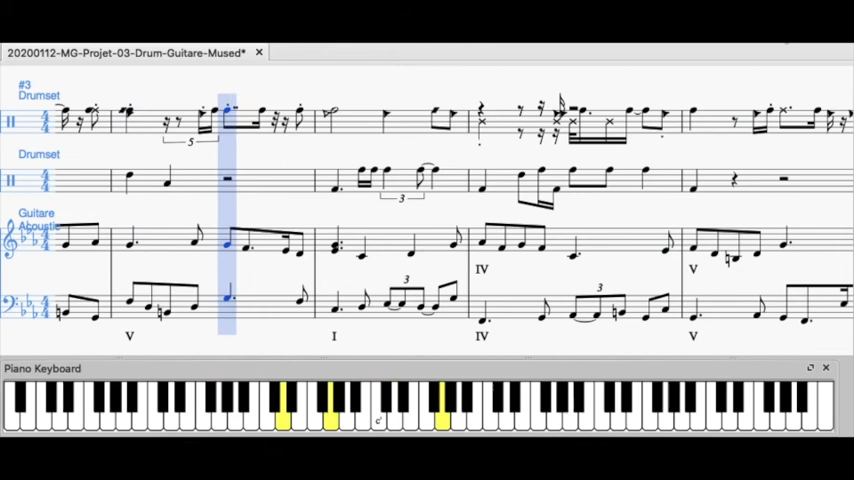 20200112-MG-Projet-03-Drum-Guitare-Mused*
#3
Drumset
5
Drumset
3
Guitare
Acoustic
IV
V
3
3
V
I
IV
V
Piano Keyboard
c'